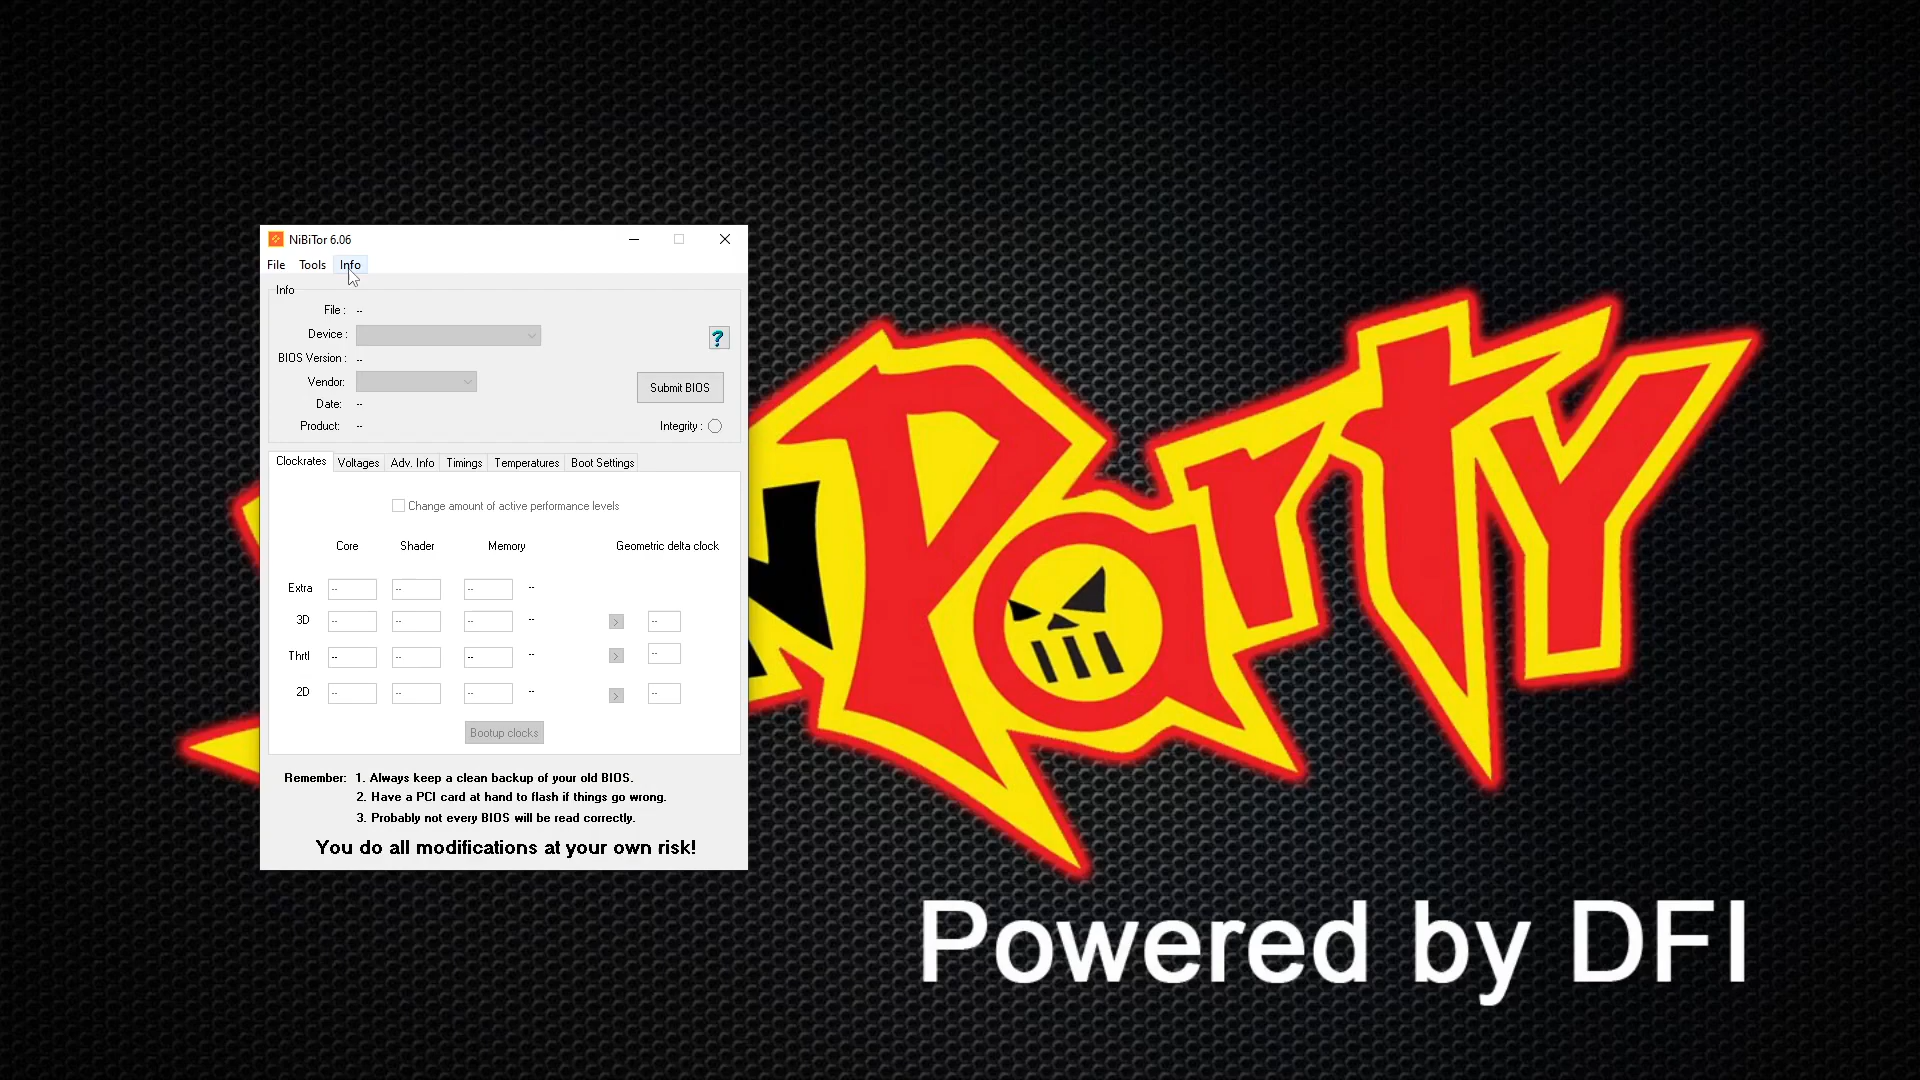 NiBiTor 6.06
File Tools Info
Info
File : --
Device :
?
BIOS Version : --
Vendor:
Submit BIOS
Date: --
Product: --
Integrity :
Clockrates Voltages Adv. Info Timings Temperatures Boot Settings
Change amount of active performance levels
Core Shader Memory Geometric delta clock
Extra -- -- -- --
3D -- -- -- -- > --
Thrtl -- -- -- -- > --
2D -- -- -- -- > --
Bootup clocks
Remember: 1. Always keep a clean backup of your old BIOS.
2. Have a PCI card at hand to flash if things go wrong.
3. Probably not every BIOS will be read correctly.
You do all modifications at your own risk!
N Party
Powered by DFI